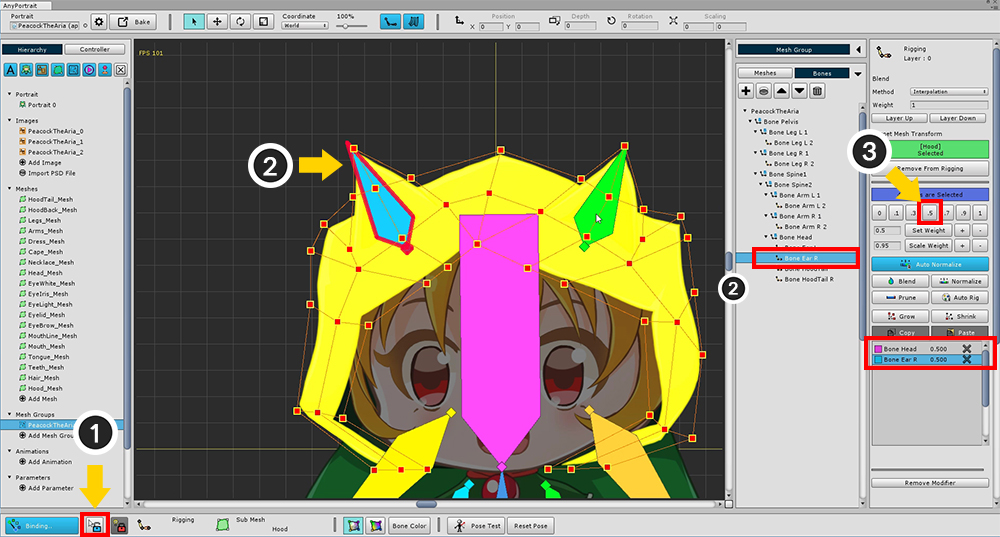 AnyPortrait
Portrait
PeacockTheAria (ap
Bake
Coordinate
World
100%
Position
X 0 Y 0
Depth
0
Rotation
0
Scaling
X 0 Y 0
Hierarchy
Controller
Portrait
Portrait 0
Images
PeacockTheAria_0
PeacockTheAria_1
PeacockTheAria_2
Add Image
Import PSD File
Meshes
HoodTail_Mesh
HoodBack_Mesh
Legs_Mesh
Arms_Mesh
Dress_Mesh
Cape_Mesh
Necklace_Mesh
Head_Mesh
EyeWhite_Mesh
EyeIris_Mesh
EyeLight_Mesh
Eyelid_Mesh
EyeBrow_Mesh
MouthLine_Mesh
Mouth_Mesh
Tongue_Mesh
Teeth_Mesh
Hair_Mesh
Hood_Mesh
Add Mesh
Mesh Groups
PeacockTheAria
Add Mesh Grou
Animations
Add Animation
Parameters
Add Parameter
1
FPS 101
2
2
Mesh Group
Meshes
Bones
PeacockTheAria
Bone Pelvis
Bone Leg L 1
Bone Leg L 2
Bone Leg R 1
Bone Leg R 2
Bone Spine1
Bone Spine2
Bone Arm L 1
Bone Arm L 2
Bone Arm R 1
Bone Arm R 2
Bone Head
Bone Ear R
Bone HoodTail
Bone HoodTail R
Rigging
Layer : 0
Blend
Method
Interpolation
Weight
1
Layer Up
Layer Down
et Mesh Transform
[Hood]
Selected
3
Remove From Rigging
s are Selected
0 .1 .3 .5 .7 .9 1
0.5 Set Weight + -
0.95 Scale Weight + -
Auto Normalize
Blend
Normalize
Prune
Auto Rig
Grow
Shrink
Copy
Paste
Bone Head 0.500
Bone Ear R 0.500
Remove Modifier
Binding...
Rigging
Sub Mesh
Hood
Bone Color
Pose Test
Reset Pose